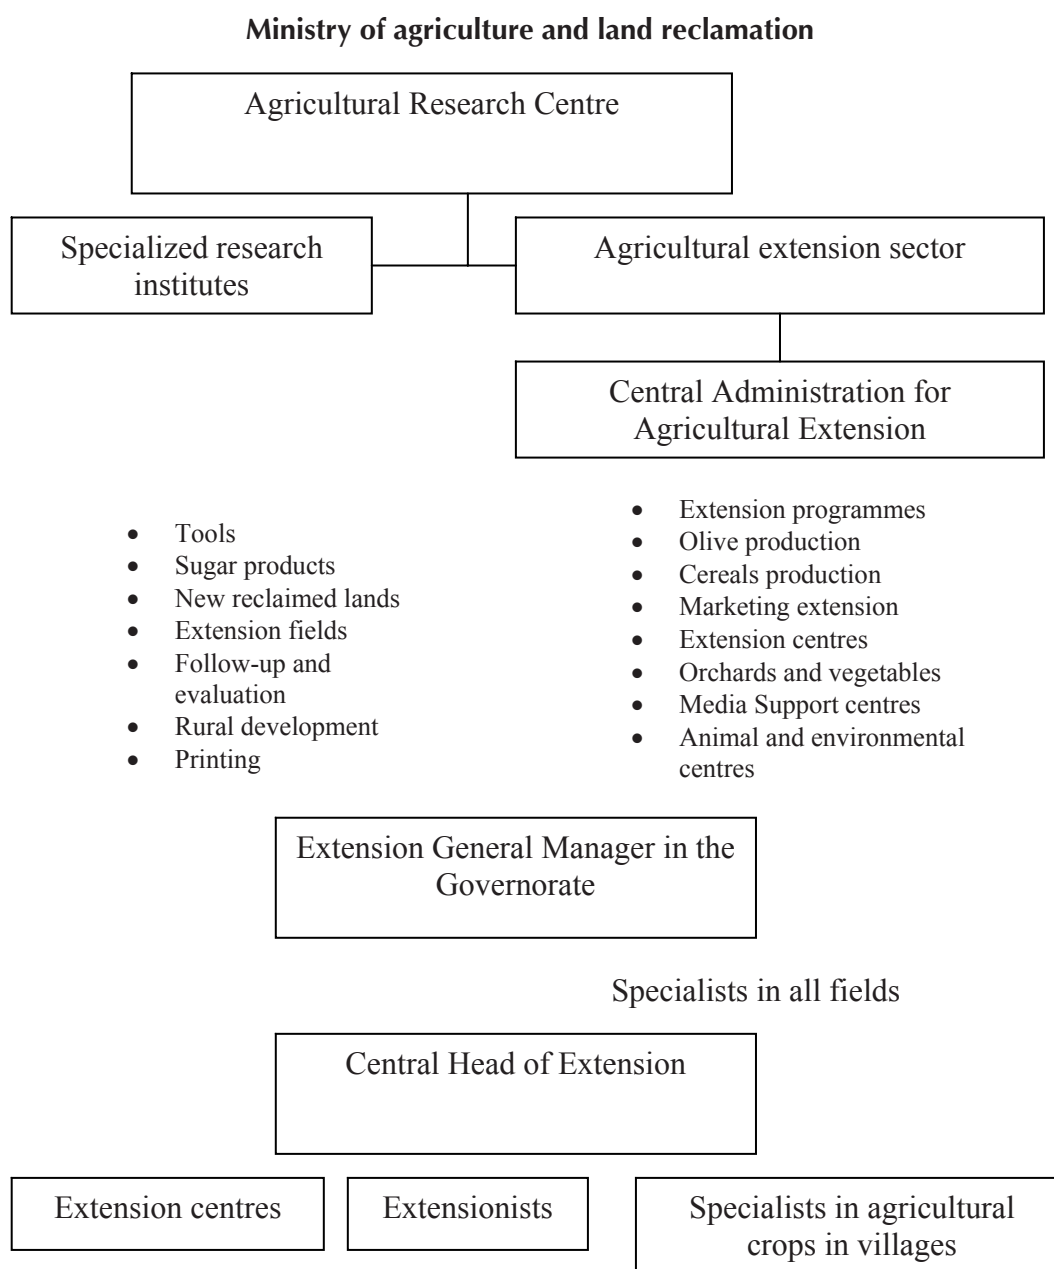 Ministry of agriculture and land reclamation
Agricultural Research Centre
Specialized research
institutes
Agricultural extension sector
Central Administration for
Agricultural Extension
• Tools
• Sugar products
• New reclaimed lands
• Extension fields
• Follow-up and
evaluation
• Rural development
• Printing
• Extension programmes
• Olive production
• Cereals production
• Marketing extension
• Extension centres
• Orchards and vegetables
• Media Support centres
• Animal and environmental
centres
Extension General Manager in the
Governorate
Specialists in all fields
Central Head of Extension
Extension centres
Extensionists
Specialists in agricultural
crops in villages